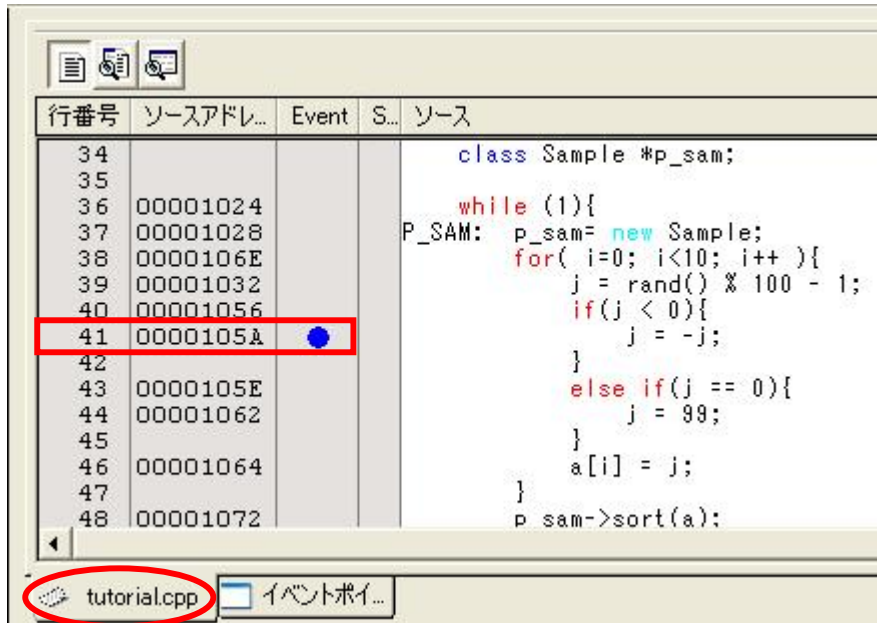 行番号 ソースアドレ... Event S... ソース
34 class Sample *p_sam;
35
36 00001024 while (1){
37 00001028 P_SAM: p_sam= new Sample;
38 0000106E for( i=0; i<10; i++ ){
39 00001032 j = rand() % 100 - 1;
40 00001056 if(j < 0){
41 0000105A j = -j;
42 }
43 0000105E else if(j == 0){
44 00001062 j = 99;
45 }
46 00001064 a[i] = j;
47 }
48 00001072 p_sam->sort(a);
tutorial.cpp イベントポイ...